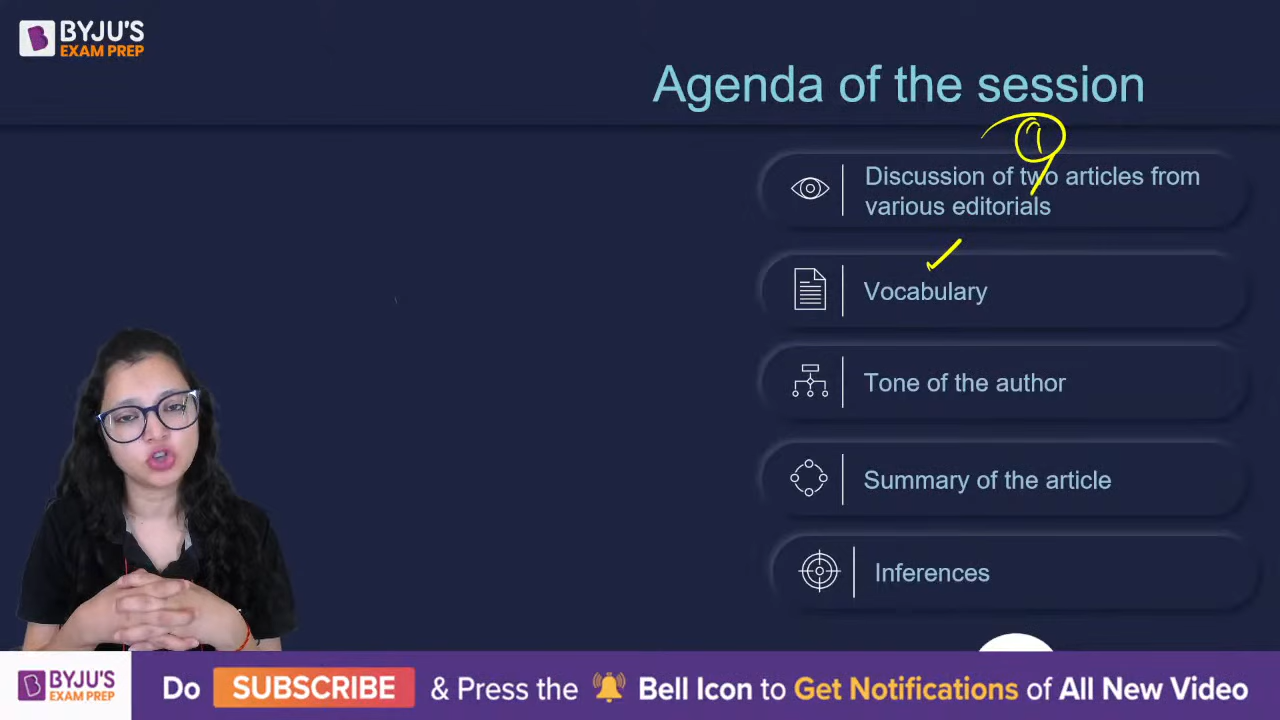 BYJU'S
EXAM PREP
Agenda of the session
1
Discussion of two articles from
various editorials
Vocabulary
Tone of the author
Summary of the article
Inferences
BYJU'S
EXAM PREP
Do SUBSCRIBE & Press the Bell Icon to Get Notifications of All New Video